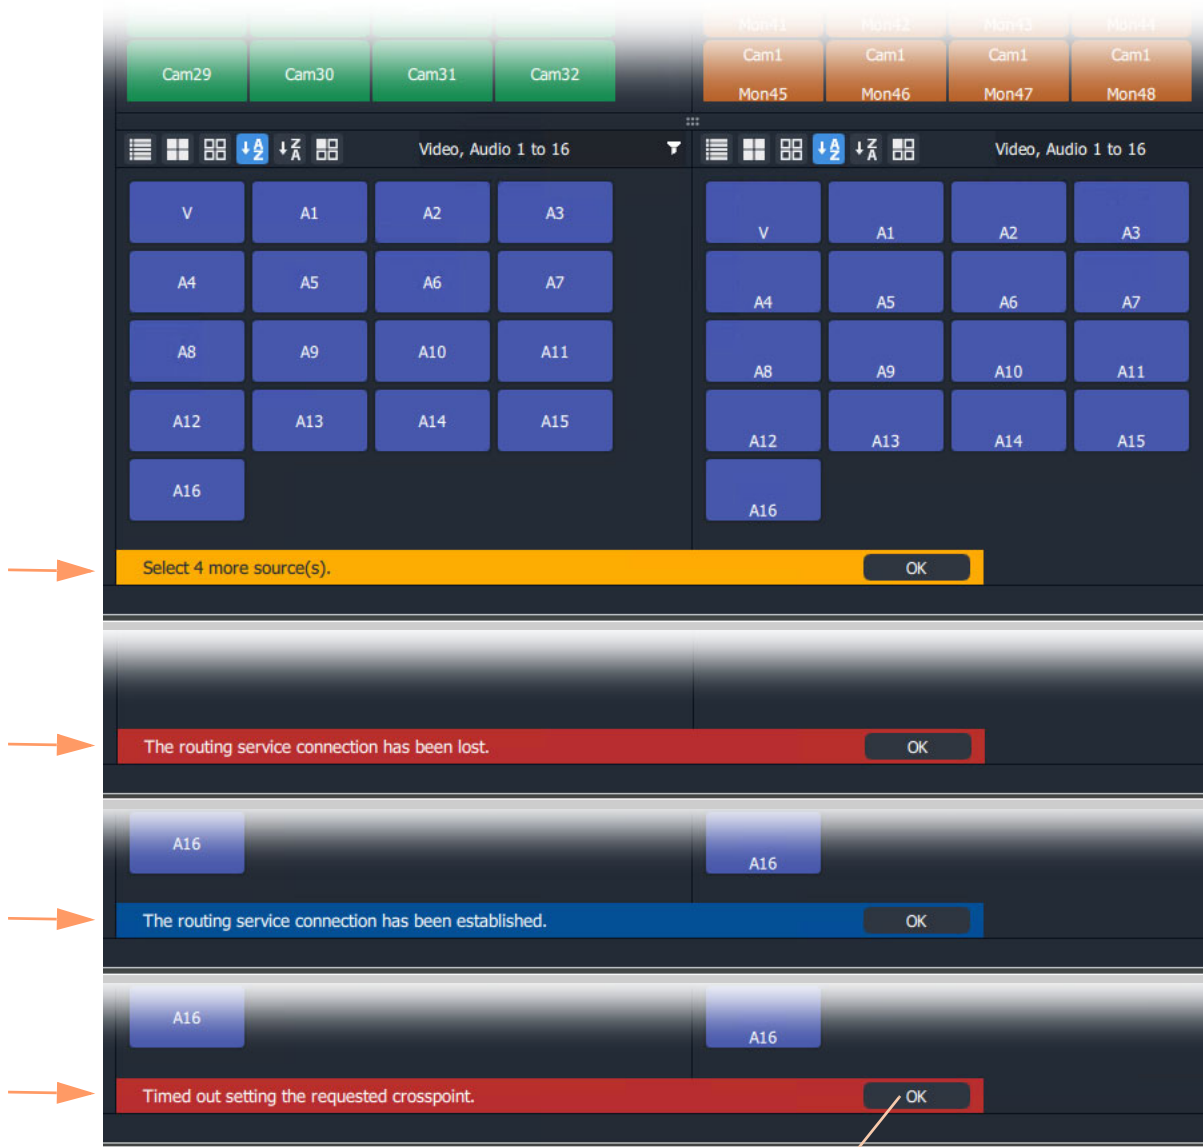 Mon41 Mon42 Mon43 Mon44
Cam29 Cam30 Cam31 Cam32 Cam1 Cam1 Cam1 Cam1
Mon45 Mon46 Mon47 Mon48
Video, Audio 1 to 16 Video, Audio 1 to 16
V A1 A2 A3 V A1 A2 A3
A4 A5 A6 A7 A4 A5 A6 A7
A8 A9 A10 A11 A8 A9 A10 A11
A12 A13 A14 A15 A12 A13 A14 A15
A16 A16
Select 4 more source(s). OK
The routing service connection has been lost. OK
A16 A16
The routing service connection has been established. OK
A16 A16
Timed out setting the requested crosspoint. OK